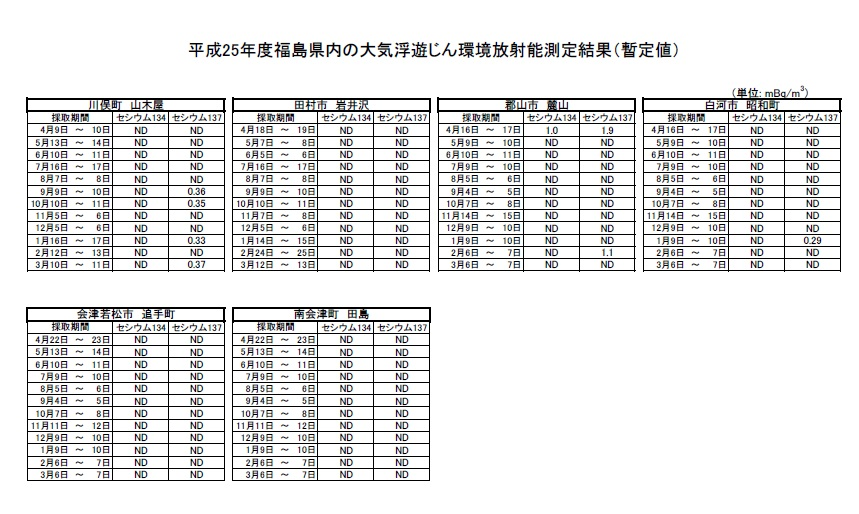 平成25年度福島県内の大気浮遊じん環境放射能測定結果（暫定値）
（単位: mBq/m³）
川俣町 山木屋
採取期間 セシウム134 セシウム137
4月9日 ～ 10日 ND ND
5月13日 ～ 14日 ND ND
6月10日 ～ 11日 ND ND
7月16日 ～ 17日 ND ND
8月7日 ～ 8日 ND ND
9月9日 ～ 10日 ND 0.36
10月10日 ～ 11日 ND 0.35
11月5日 ～ 6日 ND ND
12月5日 ～ 6日 ND ND
1月16日 ～ 17日 ND 0.33
2月12日 ～ 13日 ND ND
3月10日 ～ 11日 ND 0.37
田村市 岩井沢
採取期間 セシウム134 セシウム137
4月18日 ～ 19日 ND ND
5月7日 ～ 8日 ND ND
6月5日 ～ 6日 ND ND
7月16日 ～ 17日 ND ND
8月7日 ～ 8日 ND ND
9月9日 ～ 10日 ND ND
10月10日 ～ 11日 ND ND
11月7日 ～ 8日 ND ND
12月5日 ～ 6日 ND ND
1月14日 ～ 15日 ND ND
2月24日 ～ 25日 ND ND
3月12日 ～ 13日 ND ND
郡山市 麓山
採取期間 セシウム134 セシウム137
4月16日 ～ 17日 1.0 1.9
5月9日 ～ 10日 ND ND
6月10日 ～ 11日 ND ND
7月9日 ～ 10日 ND ND
8月5日 ～ 6日 ND ND
9月4日 ～ 5日 ND ND
10月7日 ～ 8日 ND ND
11月14日 ～ 15日 ND ND
12月9日 ～ 10日 ND ND
1月9日 ～ 10日 ND ND
2月6日 ～ 7日 ND 1.1
3月6日 ～ 7日 ND ND
白河市 昭和町
採取期間 セシウム134 セシウム137
4月16日 ～ 17日 ND ND
5月9日 ～ 10日 ND ND
6月10日 ～ 11日 ND ND
7月9日 ～ 10日 ND ND
8月5日 ～ 6日 ND ND
9月4日 ～ 5日 ND ND
10月7日 ～ 8日 ND ND
11月14日 ～ 15日 ND ND
12月9日 ～ 10日 ND ND
1月9日 ～ 10日 ND 0.29
2月6日 ～ 7日 ND ND
3月6日 ～ 7日 ND ND
会津若松市 追手町
採取期間 セシウム134 セシウム137
4月22日 ～ 23日 ND ND
5月13日 ～ 14日 ND ND
6月10日 ～ 11日 ND ND
7月9日 ～ 10日 ND ND
8月5日 ～ 6日 ND ND
9月4日 ～ 5日 ND ND
10月7日 ～ 8日 ND ND
11月11日 ～ 12日 ND ND
12月9日 ～ 10日 ND ND
1月9日 ～ 10日 ND ND
2月6日 ～ 7日 ND ND
3月6日 ～ 7日 ND ND
南会津町 田島
採取期間 セシウム134 セシウム137
4月22日 ～ 23日 ND ND
5月13日 ～ 14日 ND ND
6月10日 ～ 11日 ND ND
7月9日 ～ 10日 ND ND
8月5日 ～ 6日 ND ND
9月4日 ～ 5日 ND ND
10月7日 ～ 8日 ND ND
11月11日 ～ 12日 ND ND
12月9日 ～ 10日 ND ND
1月9日 ～ 10日 ND ND
2月6日 ～ 7日 ND ND
3月6日 ～ 7日 ND ND